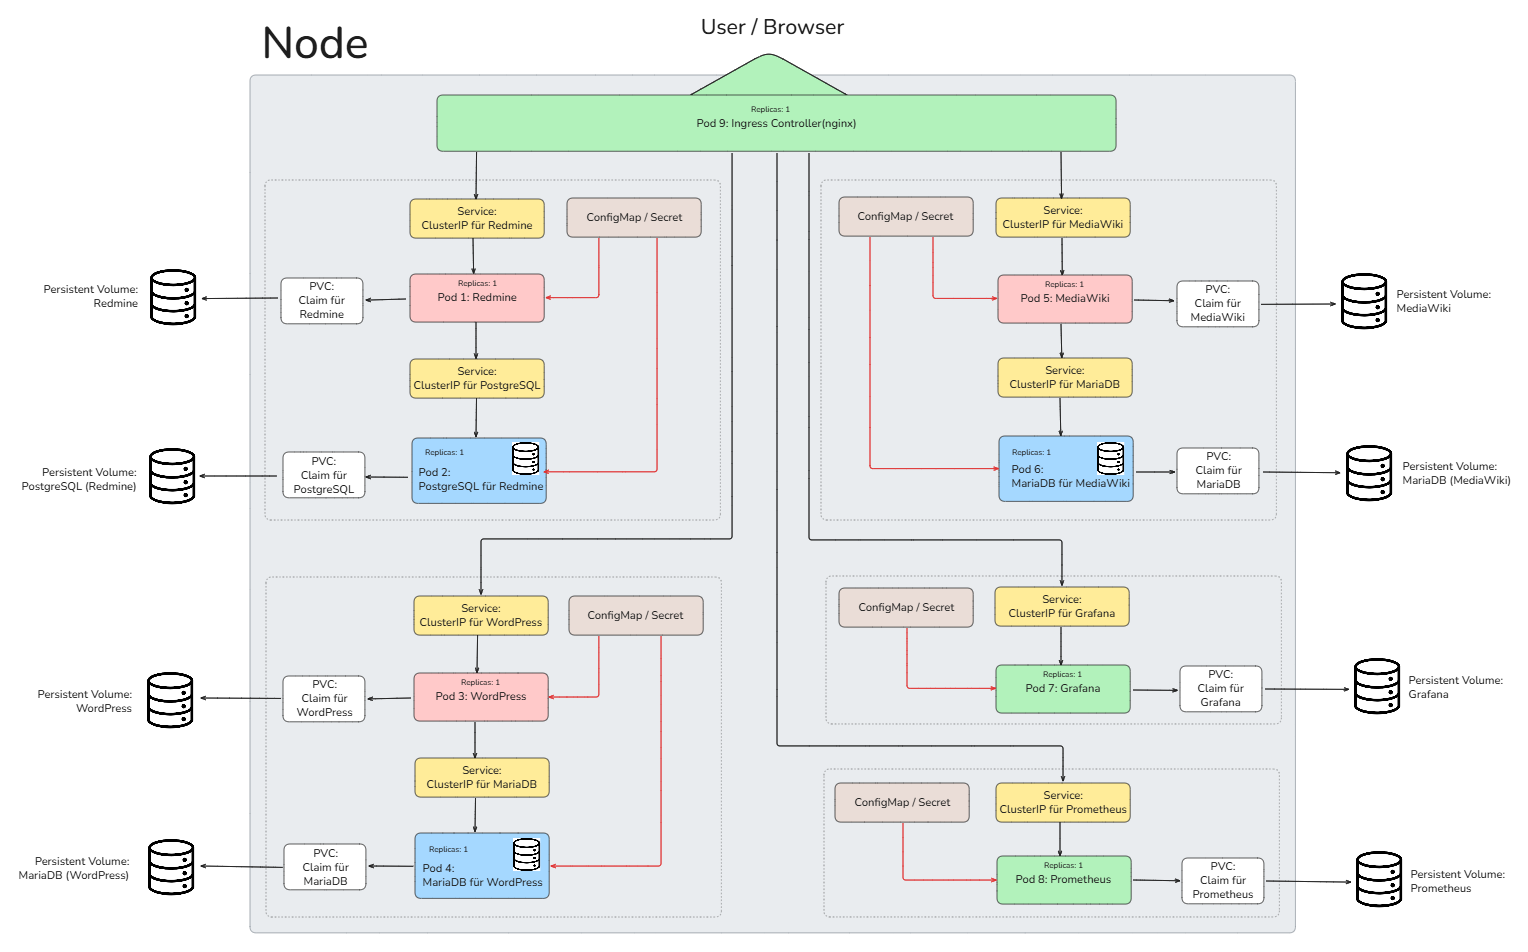 User / Browser
Node
Replicas: 1
Pod 9: Ingress Controller(nginx)
Service:
ClusterIP für Redmine
ConfigMap / Secret
Replicas: 1
Pod 1: Redmine
PVC:
Claim für
Redmine
Persistent Volume:
Redmine
Service:
ClusterIP für PostgreSQL
Replicas: 1
Pod 2:
PostgreSQL für Redmine
PVC:
Claim für
PostgreSQL
Persistent Volume:
PostgreSQL (Redmine)
ConfigMap / Secret
Service:
ClusterIP für MediaWiki
Replicas: 1
Pod 5: MediaWiki
PVC:
Claim für
MediaWiki
Persistent Volume:
MediaWiki
Service:
ClusterIP für MariaDB
Replicas: 1
Pod 6:
MariaDB für MediaWiki
PVC:
Claim für
MariaDB
Persistent Volume:
MariaDB (MediaWiki)
Service:
ClusterIP für WordPress
ConfigMap / Secret
Replicas: 1
Pod 3: WordPress
PVC:
Claim für
WordPress
Persistent Volume:
WordPress
Service:
ClusterIP für MariaDB
Replicas: 1
Pod 4:
MariaDB für WordPress
PVC:
Claim für
MariaDB
Persistent Volume:
MariaDB (WordPress)
ConfigMap / Secret
Service:
ClusterIP für Grafana
Replicas: 1
Pod 7: Grafana
PVC:
Claim für
Grafana
Persistent Volume:
Grafana
ConfigMap / Secret
Service:
ClusterIP für Prometheus
Replicas: 1
Pod 8: Prometheus
PVC:
Claim für
Prometheus
Persistent Volume:
Prometheus